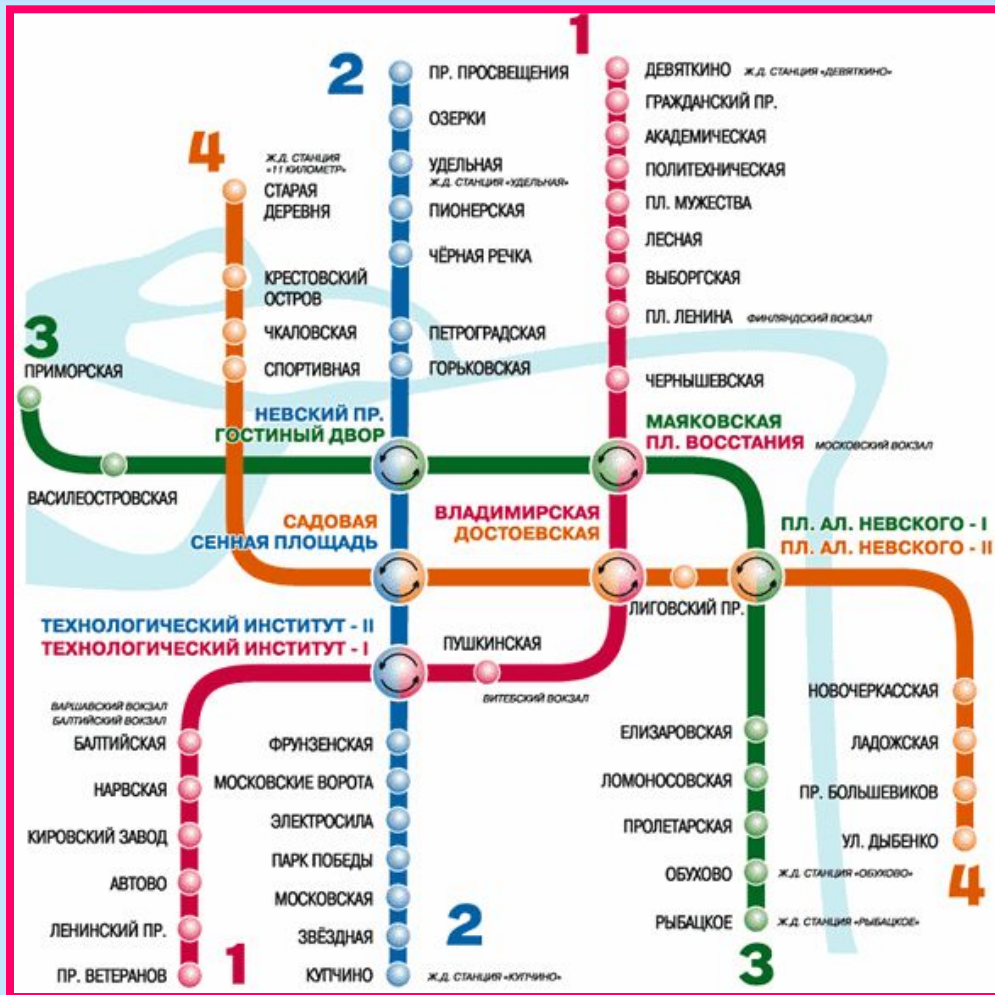 1
2
ПР. ПРОСВЕЩЕНИЯ
ОЗЕРКИ
УДЕЛЬНАЯ
Ж.Д. СТАНЦИЯ «УДЕЛЬНАЯ»
ПИОНЕРСКАЯ
ЧЁРНАЯ РЕЧКА
ПЕТРОГРАДСКАЯ
ГОРЬКОВСКАЯ
ДЕВЯТКИНО Ж.Д. СТАНЦИЯ «ДЕВЯТКИНО»
ГРАЖДАНСКИЙ ПР.
АКАДЕМИЧЕСКАЯ
ПОЛИТЕХНИЧЕСКАЯ
ПЛ. МУЖЕСТВА
ЛЕСНАЯ
ВЫБОРГСКАЯ
ПЛ. ЛЕНИНА ФИНЛЯНДСКИЙ ВОКЗАЛ
ЧЕРНЫШЕВСКАЯ
4
Ж.Д. СТАНЦИЯ
«11 КИЛОМЕТР»
СТАРАЯ
ДЕРЕВНЯ
КРЕСТОВСКИЙ
ОСТРОВ
ЧКАЛОВСКАЯ
СПОРТИВНАЯ
3
ПРИМОРСКАЯ
ВАСИЛЕОСТРОВСКАЯ
НЕВСКИЙ ПР.
ГОСТИНЫЙ ДВОР
МАЯКОВСКАЯ
ПЛ. ВОССТАНИЯ МОСКОВСКИЙ ВОКЗАЛ
САДОВАЯ
СЕННАЯ ПЛОЩАДЬ
ВЛАДИМИРСКАЯ
ДОСТОЕВСКАЯ
ПЛ. АЛ. НЕВСКОГО - I
ПЛ. АЛ. НЕВСКОГО - II
ЛИГОВСКИЙ ПР.
ТЕХНОЛОГИЧЕСКИЙ ИНСТИТУТ - II
ТЕХНОЛОГИЧЕСКИЙ ИНСТИТУТ - I
ПУШКИНСКАЯ
ВИТЕБСКИЙ ВОКЗАЛ
ВАРШАВСКИЙ ВОКЗАЛ
БАЛТИЙСКИЙ ВОКЗАЛ
БАЛТИЙСКАЯ
НАРВСКАЯ
КИРОВСКИЙ ЗАВОД
АВТОВО
ЛЕНИНСКИЙ ПР.
ПР. ВЕТЕРАНОВ
1
ФРУНЗЕНСКАЯ
МОСКОВСКИЕ ВОРОТА
ЭЛЕКТРОСИЛА
ПАРК ПОБЕДЫ
МОСКОВСКАЯ
ЗВЁЗДНАЯ
КУПЧИНО Ж.Д. СТАНЦИЯ «КУПЧИНО»
2
ЕЛИЗАРОВСКАЯ
ЛОМОНОСОВСКАЯ
ПРОЛЕТАРСКАЯ
ОБУХОВО Ж.Д. СТАНЦИЯ «ОБУХОВО»
РЫБАЦКОЕ Ж.Д. СТАНЦИЯ «РЫБАЦКОЕ»
3
НОВОЧЕРКАССКАЯ
ЛАДОЖСКАЯ
ПР. БОЛЬШЕВИКОВ
УЛ. ДЫБЕНКО
4